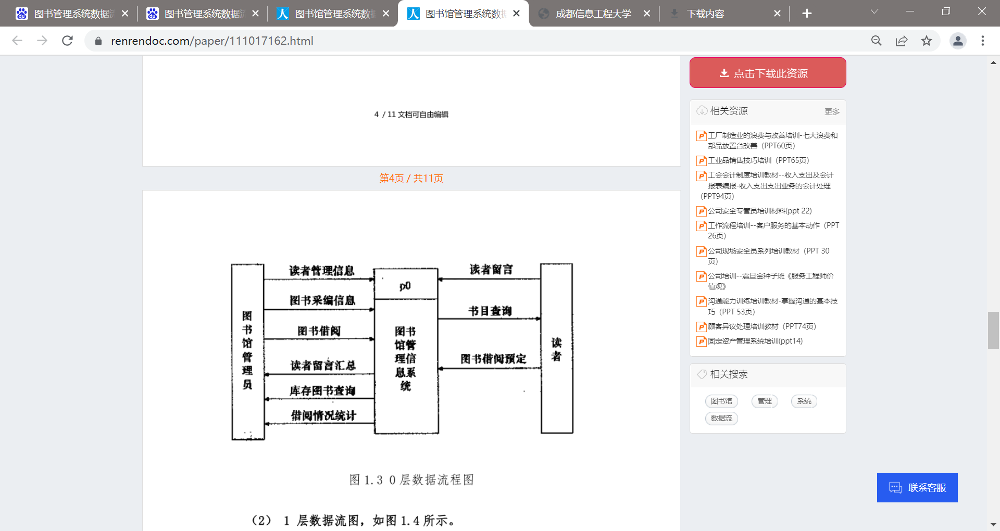 图书管理系统数据流
图书管理系统数据流
图书馆管理系统数据
图书馆管理系统数据
成都信息工程大学
下载内容
renrendoc.com/paper/111017162.html
点击下载此资源
4 / 11 文档可自由编辑
第4页 / 共11页
读者管理信息
图书采编信息
图书借阅
读者留言汇总
库存图书查询
借阅情况统计
图
书
馆
管
理
员
p0
图书
馆管
理信
息系
统
读者留言
书目查询
图书借阅预定
读
者
图 1.3 0 层数据流程图
（2） 1 层数据流图，如图 1.4 所示。
相关资源
更多
工厂制造业的浪费与改善培训-七大浪费和
部品放置台改善（PPT60页）
工业品销售技巧培训（PPT65页）
工会会计制度培训教材--收入支出及会计
报表编报-收入支出支出业务的会计处理
（PPT94页）
公司安全专管员培训材料(ppt 22)
工作流程培训--客户服务的基本动作（PPT
26页）
公司现场安全员系列培训教材（PPT 30
页）
公司培训--震旦金种子班《服务工程师价
值观》
沟通能力训练培训教材-掌握沟通的基本技
巧（PPT 53页）
顾客异议处理培训教材（PPT74页）
固定资产管理系统培训(ppt14)
相关搜索
图书馆
管理
系统
数据流
联系客服